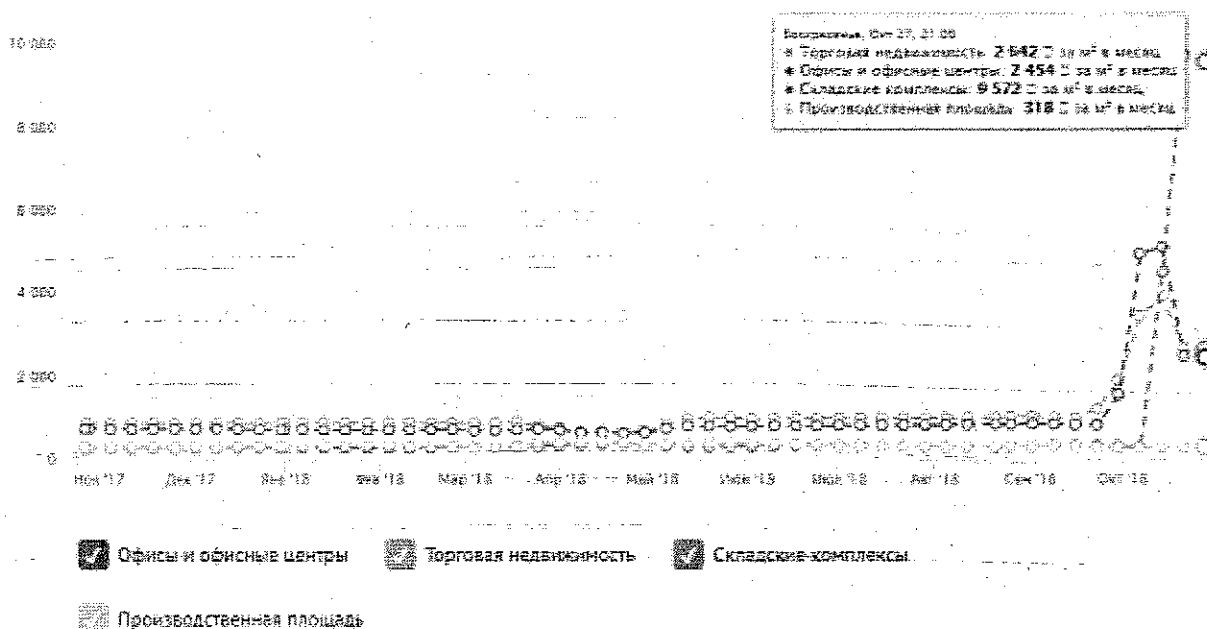 10 000
8 000
6 000
4 000
2 000
0
Воскресенье, Окт 27, 21:00
Торговая недвижимость: 2 642 за м² в месяц
Офисы и офисные центры: 2 454 за м² в месяц
Складские комплексы: 9 572 за м² в месяц
Производственная площадь: 318 за м² в месяц
Ноя '17 Дек '17 Янв '18 Фев '18 Мар '18 Апр '18 Май '18 Июн '18 Июл '18 Авг '18 Сен '18 Окт '18
Офисы и офисные центры Торговая недвижимость Складские комплексы
Производственная площадь